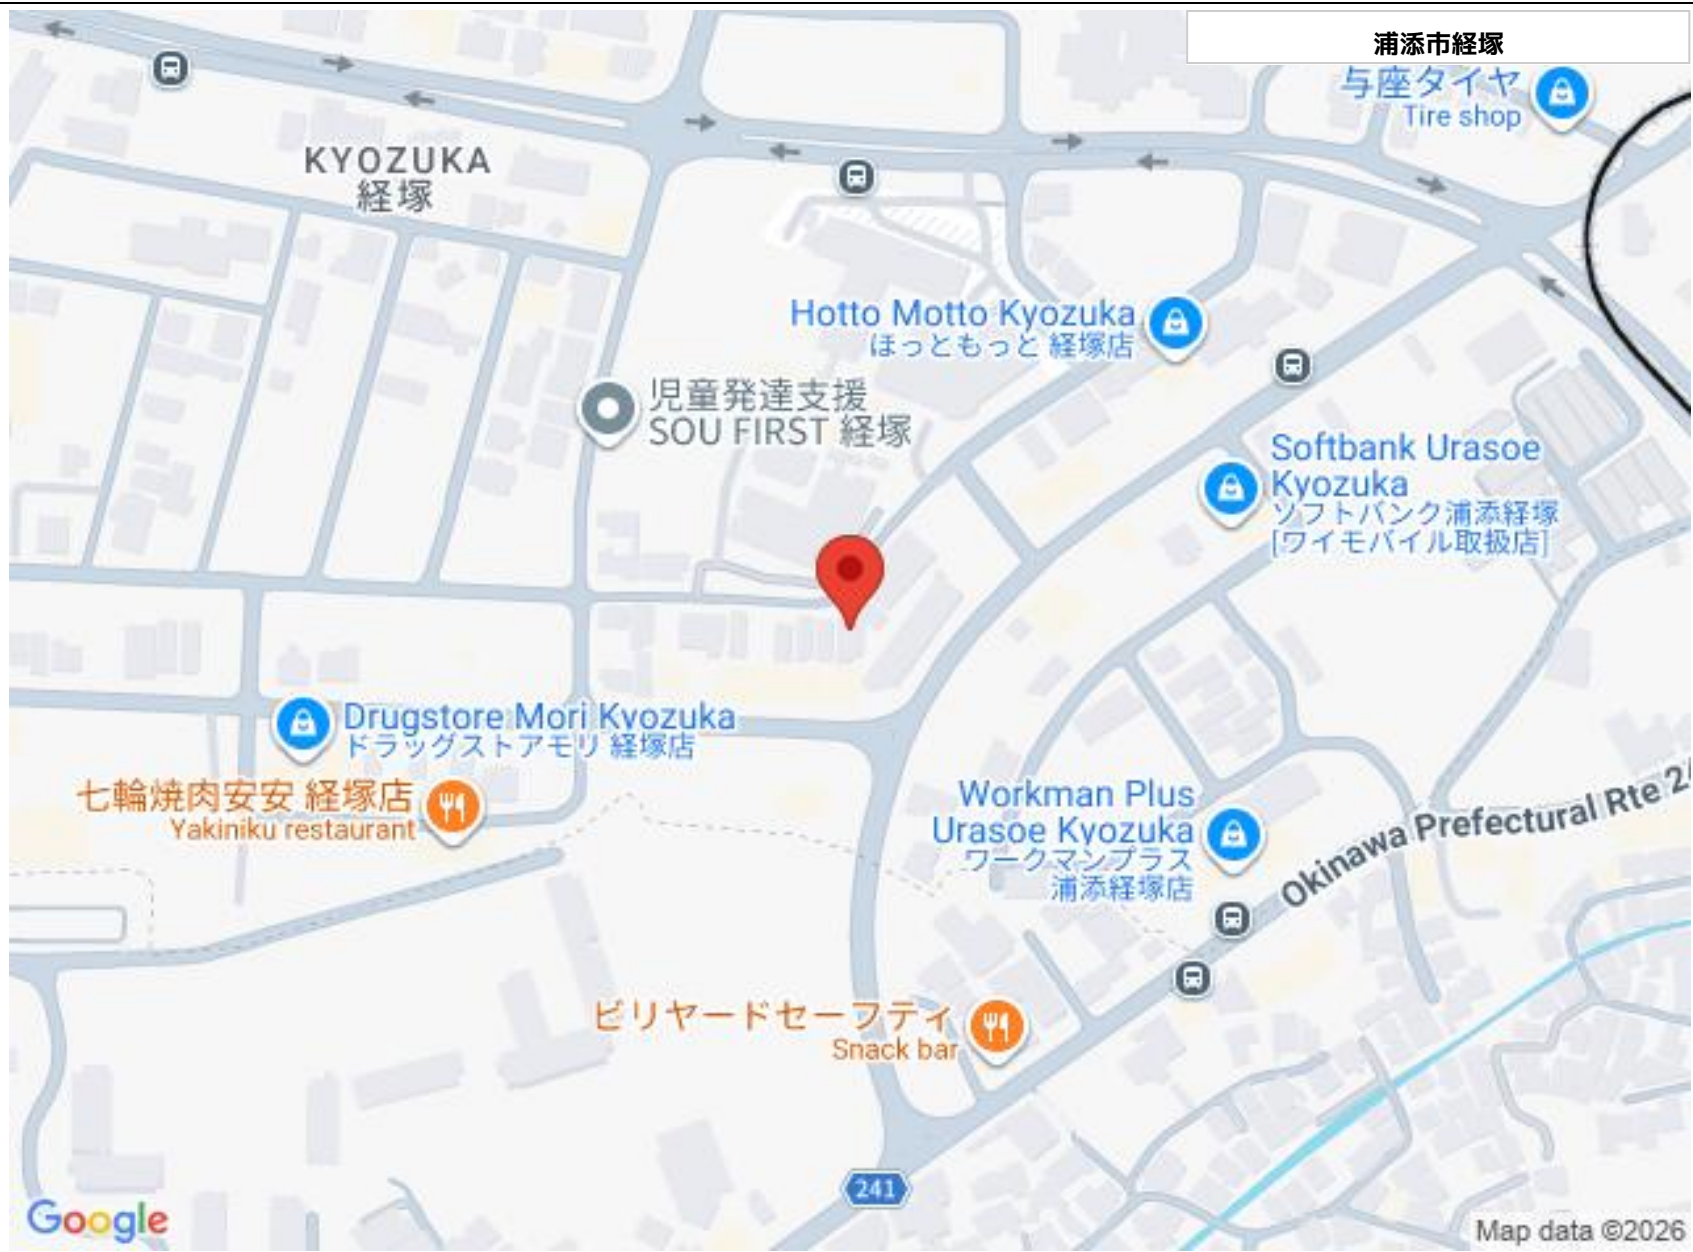 浦添市経塚
与座タイヤ
Tire shop
KYOZUKA
経塚
Hotto Motto Kyozuka
ほっともっと 経塚店
児童発達支援
SOU FIRST 経塚
Softbank Urasoe
Kyozuka
ソフトバンク浦添経塚
[ワイモバイル取扱店]
Drugstore Mori Kyozuka
ドラッグストアモリ 経塚店
七輪焼肉安安 経塚店
Yakiniku restaurant
Workman Plus
Urasoe Kyozuka
ワークマンプラス
浦添経塚店
Okinawa Prefectural Rte 24
ビリヤードセーフティ
Snack bar
241
Google
Map data ©2026